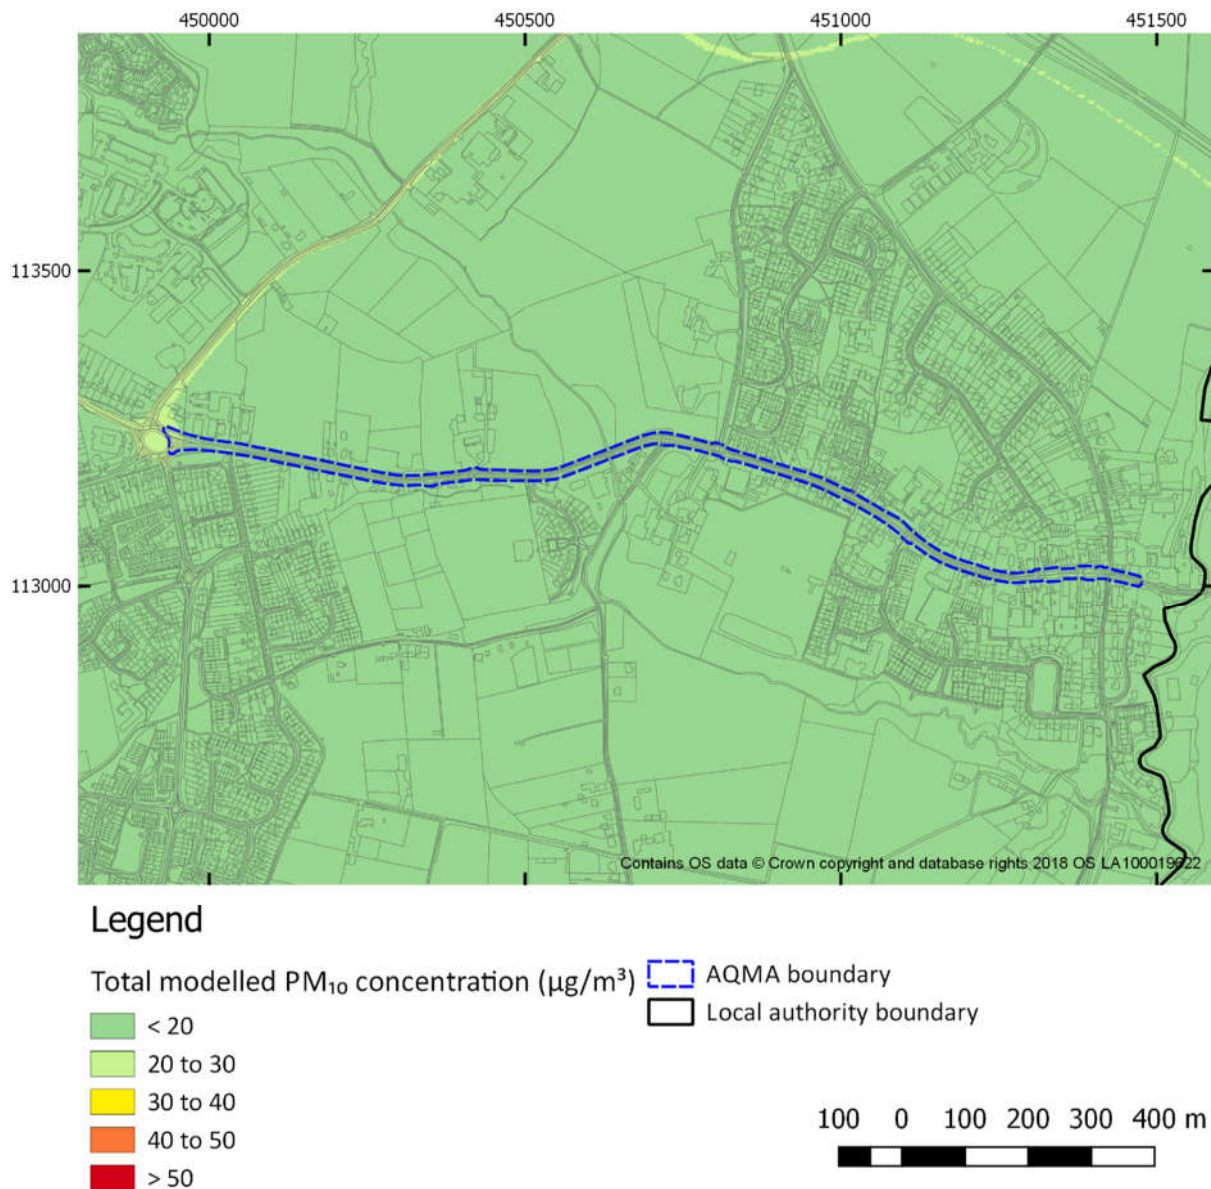 450000 450500 451000 451500
113500
113000
Contains OS data © Crown copyright and database rights 2018 OS LA100019622
Legend
Total modelled PM₁₀ concentration (µg/m³)
AQMA boundary
Local authority boundary
< 20
20 to 30
30 to 40
40 to 50
> 50
100 0 100 200 300 400 m